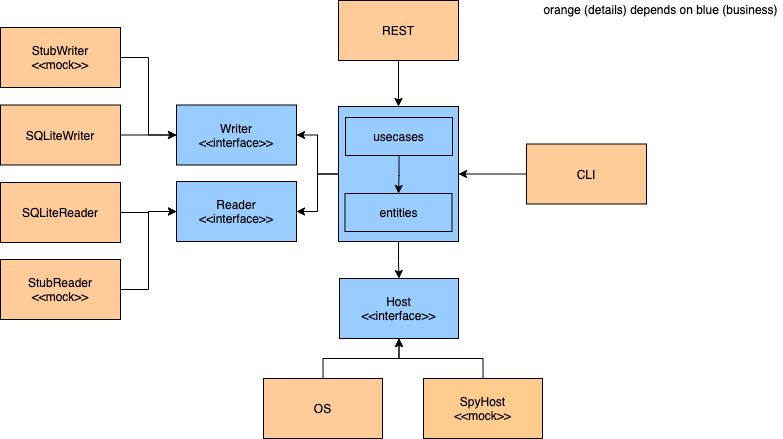 orange (details) depends on blue (business)
REST
StubWriter
<<mock>>
SQLiteWriter
Writer
<<interface>>
usecases
CLI
SQLiteReader
Reader
<<interface>>
entities
StubReader
<<mock>>
Host
<<interface>>
OS
SpyHost
<<mock>>